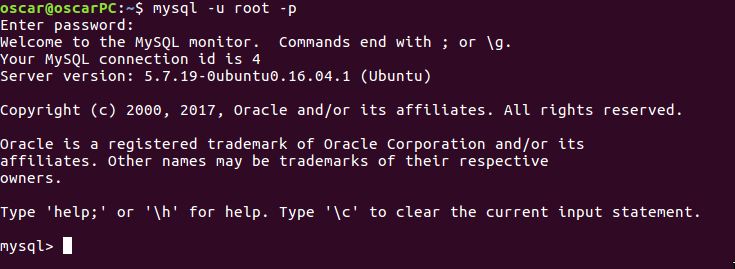 oscar@oscarPC:~$ mysql -u root -p
Enter password:
Welcome to the MySQL monitor.  Commands end with ; or \g.
Your MySQL connection id is 4
Server version: 5.7.19-0ubuntu0.16.04.1 (Ubuntu)
Copyright (c) 2000, 2017, Oracle and/or its affiliates. All rights reserved.
Oracle is a registered trademark of Oracle Corporation and/or its
affiliates. Other names may be trademarks of their respective
owners.
Type 'help;' or '\h' for help. Type '\c' to clear the current input statement.
mysql>